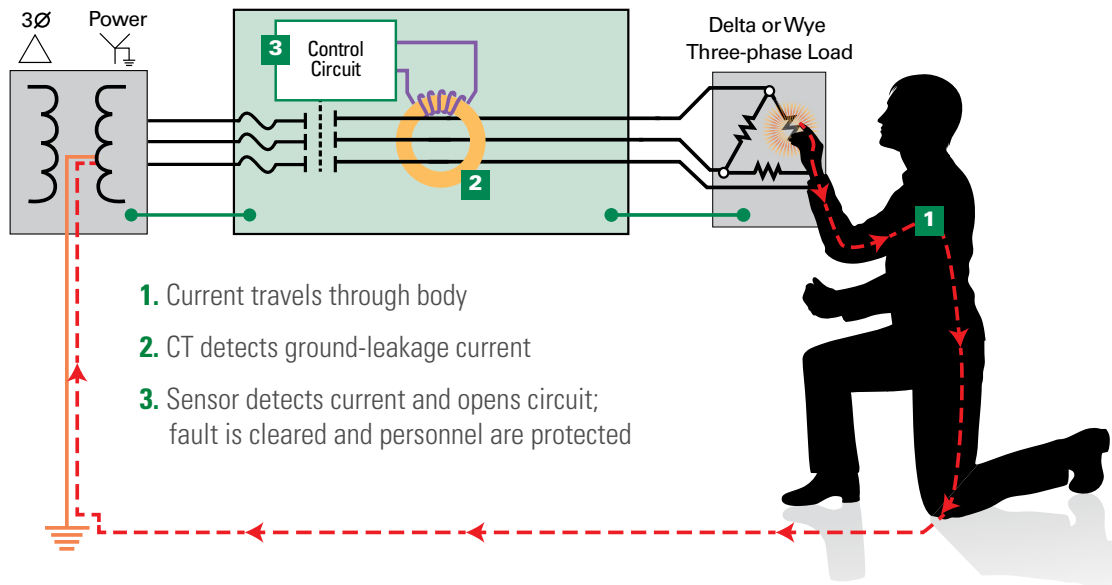 3Ø
Power
3
Control
Circuit
Delta or Wye
Three-phase Load
2
1
1. Current travels through body
2. CT detects ground-leakage current
3. Sensor detects current and opens circuit;
fault is cleared and personnel are protected